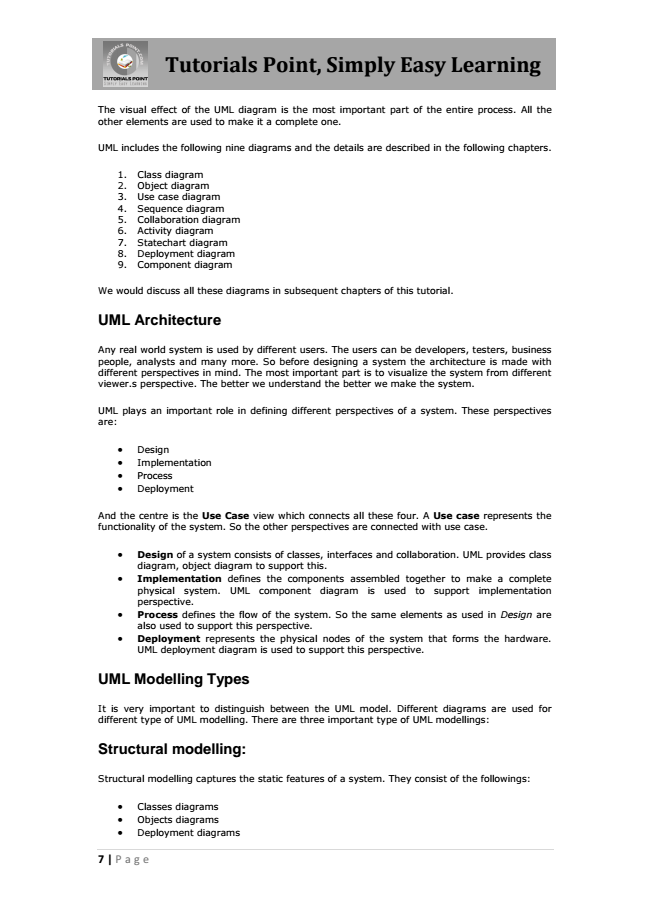 TUTORIALS POINT.COM
TUTORIALS POINT
SIMPLY EASY LEARNING
Tutorials Point, Simply Easy Learning
The visual effect of the UML diagram is the most important part of the entire process. All the
other elements are used to make it a complete one.
UML includes the following nine diagrams and the details are described in the following chapters.
1. Class diagram
2. Object diagram
3. Use case diagram
4. Sequence diagram
5. Collaboration diagram
6. Activity diagram
7. Statechart diagram
8. Deployment diagram
9. Component diagram
We would discuss all these diagrams in subsequent chapters of this tutorial.
UML Architecture
Any real world system is used by different users. The users can be developers, testers, business
people, analysts and many more. So before designing a system the architecture is made with
different perspectives in mind. The most important part is to visualize the system from different
viewer.s perspective. The better we understand the better we make the system.
UML plays an important role in defining different perspectives of a system. These perspectives
are:
• Design
• Implementation
• Process
• Deployment
And the centre is the Use Case view which connects all these four. A Use case represents the
functionality of the system. So the other perspectives are connected with use case.
• Design of a system consists of classes, interfaces and collaboration. UML provides class
diagram, object diagram to support this.
• Implementation defines the components assembled together to make a complete
physical system. UML component diagram is used to support implementation
perspective.
• Process defines the flow of the system. So the same elements as used in Design are
also used to support this perspective.
• Deployment represents the physical nodes of the system that forms the hardware.
UML deployment diagram is used to support this perspective.
UML Modelling Types
It is very important to distinguish between the UML model. Different diagrams are used for
different type of UML modelling. There are three important type of UML modellings:
Structural modelling:
Structural modelling captures the static features of a system. They consist of the followings:
• Classes diagrams
• Objects diagrams
• Deployment diagrams
7 | Page